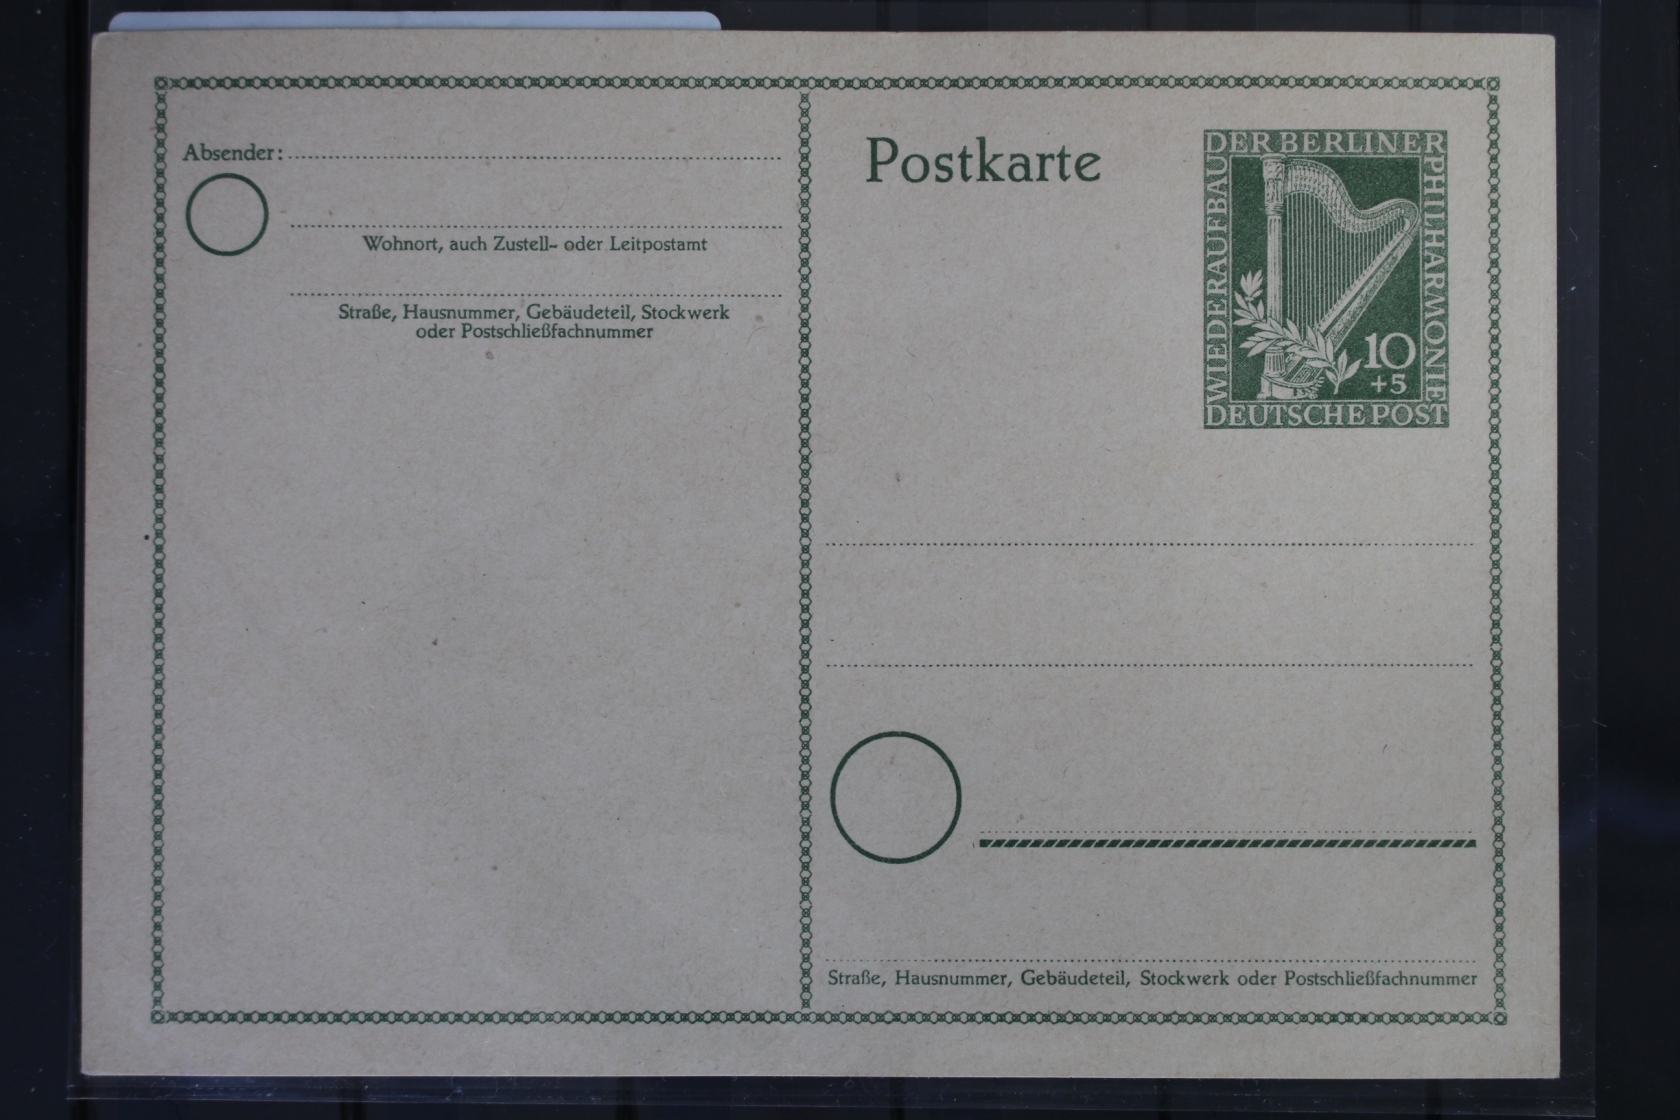 Absender:
Wohnort, auch Zustell- oder Leitpostamt
Straße, Hausnummer, Gebäudeteil, Stockwerk
oder Postschließfachnummer
Postkarte
WIEDERAUFBAU
DER BERLINER
PHILHARMONIE
10
+5
DEUTSCHE POST
Straße, Hausnummer, Gebäudeteil, Stockwerk oder Postschließfachnummer